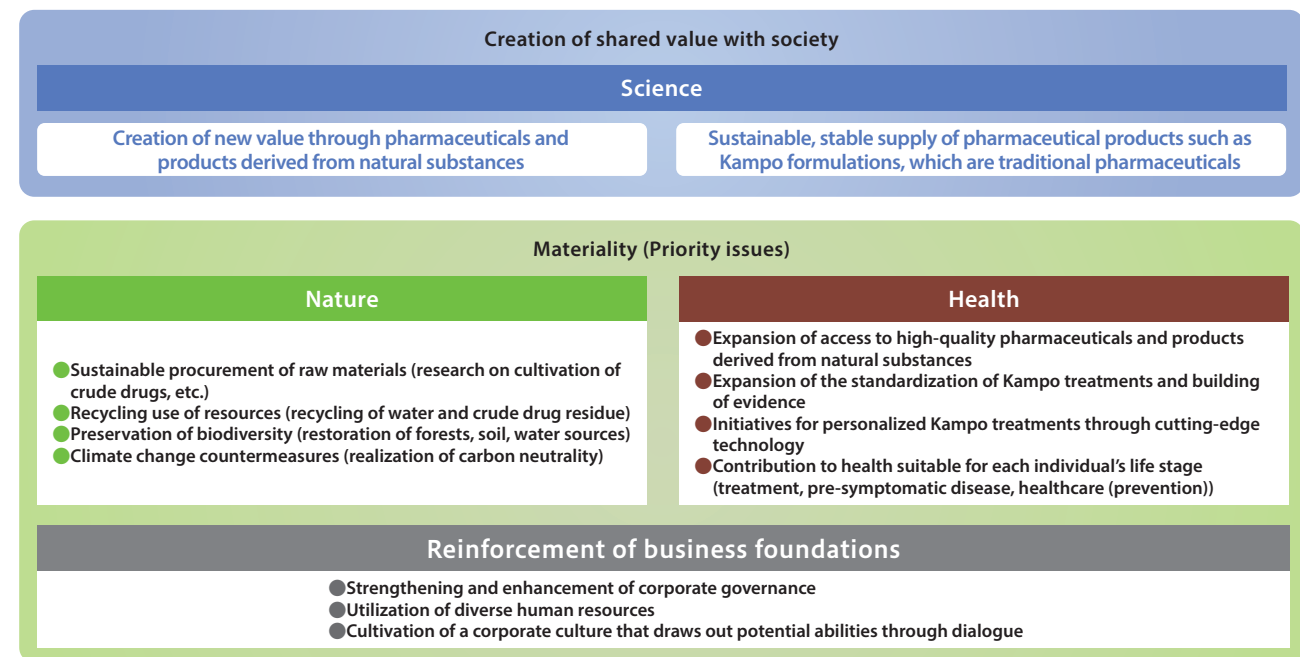 Creation of shared value with society
Science
Creation of new value through pharmaceuticals and
products derived from natural substances
Sustainable, stable supply of pharmaceutical products such as
Kampo formulations, which are traditional pharmaceuticals
Materiality (Priority issues)
Nature
●Sustainable procurement of raw materials (research on cultivation of
crude drugs, etc.)
●Recycling use of resources (recycling of water and crude drug residue)
●Preservation of biodiversity (restoration of forests, soil, water sources)
●Climate change countermeasures (realization of carbon neutrality)
Health
●Expansion of access to high-quality pharmaceuticals and products
derived from natural substances
●Expansion of the standardization of Kampo treatments and building
of evidence
●Initiatives for personalized Kampo treatments through cutting-edge
technology
●Contribution to health suitable for each individual’s life stage
(treatment, pre-symptomatic disease, healthcare (prevention))
Reinforcement of business foundations
●Strengthening and enhancement of corporate governance
●Utilization of diverse human resources
●Cultivation of a corporate culture that draws out potential abilities through dialogue